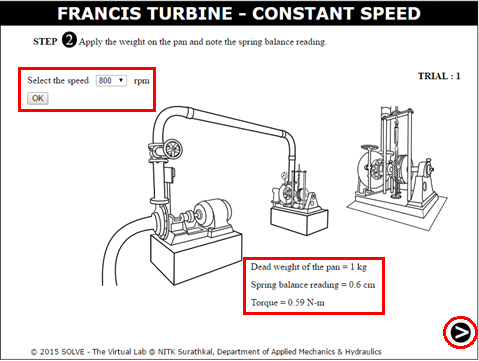 FRANCIS TURBINE - CONSTANT SPEED
STEP 2 Apply the weight on the pan and note the spring balance reading.
TRIAL : 1
Select the speed 800 rpm
OK
Dead weight of the pan = 1 kg
Spring balance reading = 0.6 cm
Torque = 0.59 N-m
© 2015 SOLVE - The Virtual Lab @ NITK Surathkal, Department of Applied Mechanics & Hydraulics